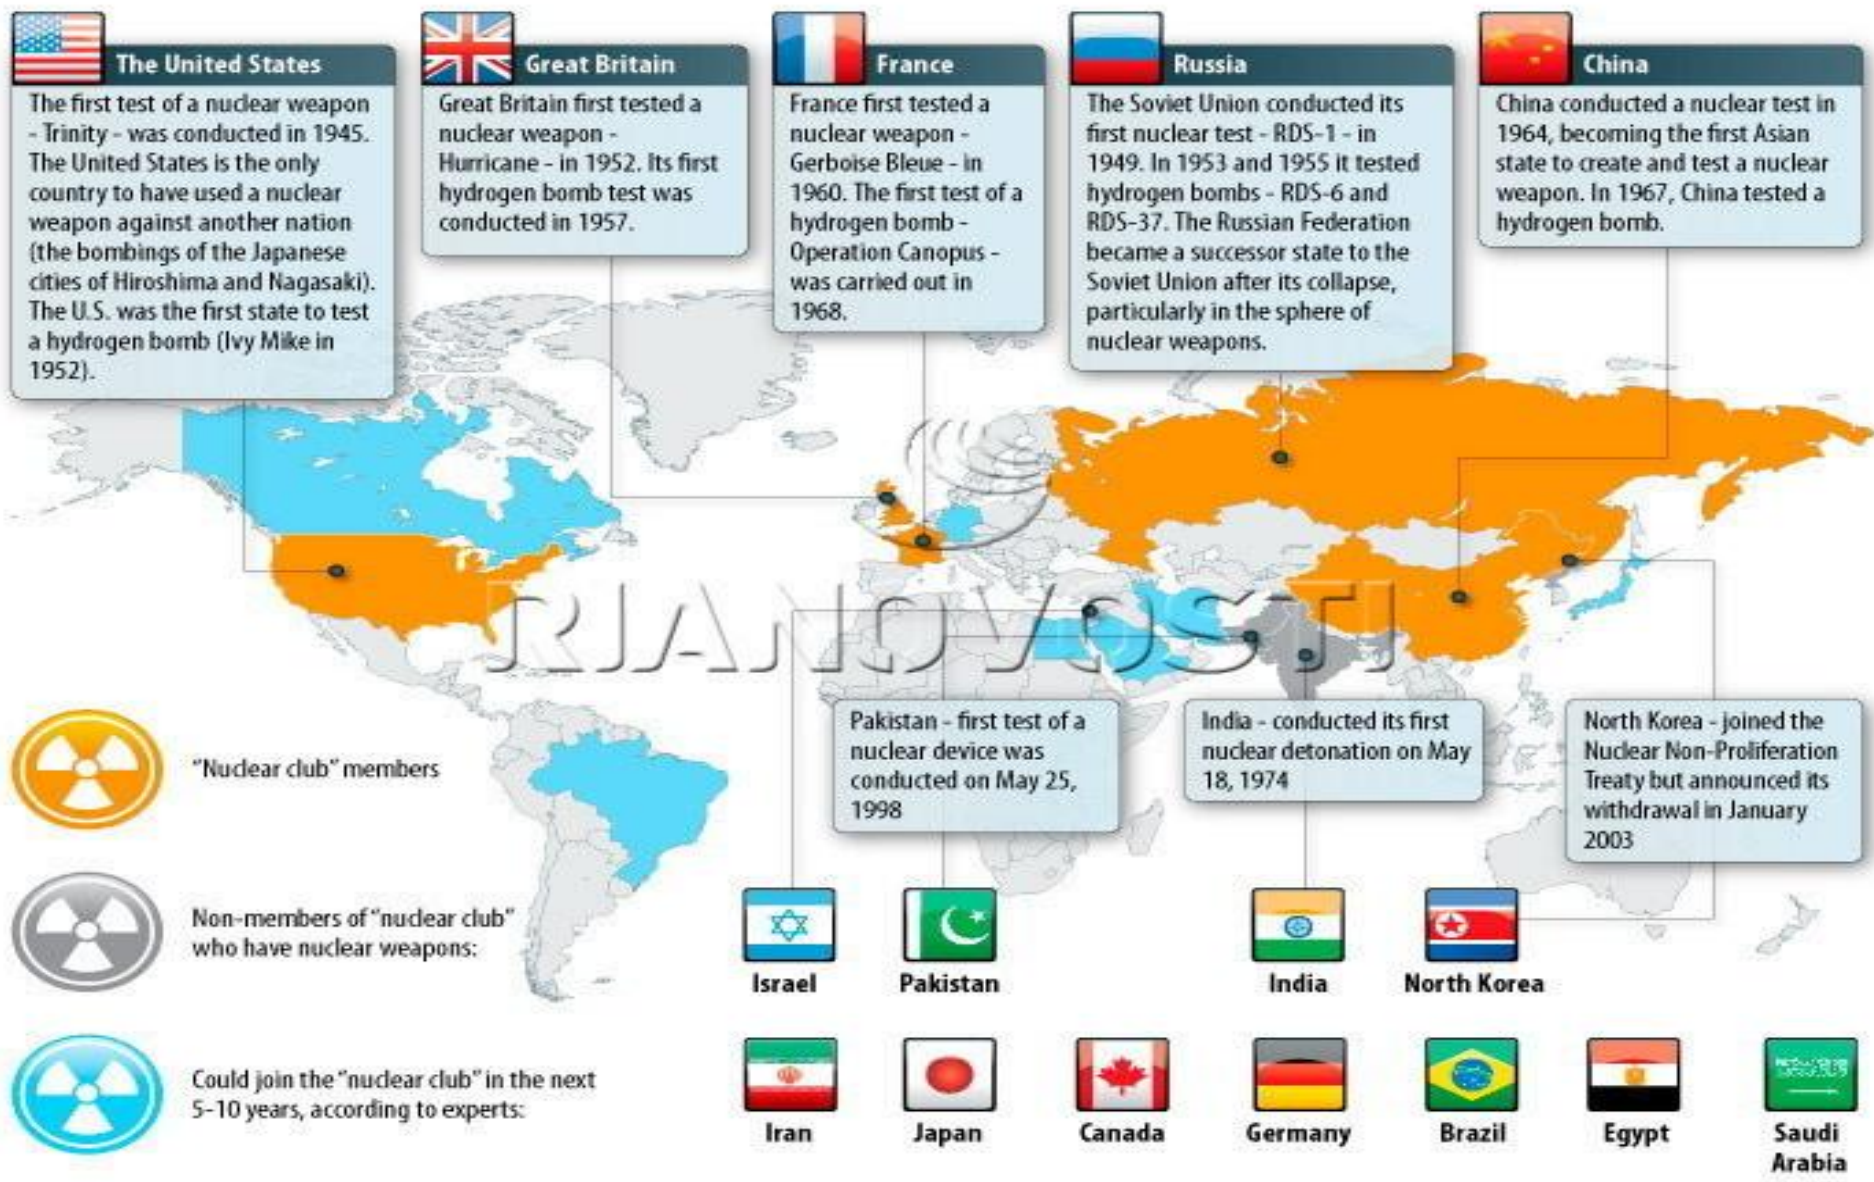 The United States
The first test of a nuclear weapon
- Trinity - was conducted in 1945.
The United States is the only
country to have used a nuclear
weapon against another nation
(the bombings of the Japanese
cities of Hiroshima and Nagasaki).
The U.S. was the first state to test
a hydrogen bomb (Ivy Mike in
1952).
Great Britain
Great Britain first tested a
nuclear weapon -
Hurricane - in 1952. Its first
hydrogen bomb test was
conducted in 1957.
France
France first tested a
nuclear weapon -
Gerboise Bleue - in
1960. The first test of a
hydrogen bomb -
Operation Canopus -
was carried out in
1968.
Russia
The Soviet Union conducted its
first nuclear test - RDS-1 - in
1949. In 1953 and 1955 it tested
hydrogen bombs - RDS-6 and
RDS-37. The Russian Federation
became a successor state to the
Soviet Union after its collapse,
particularly in the sphere of
nuclear weapons.
China
China conducted a nuclear test in
1964, becoming the first Asian
state to create and test a nuclear
weapon. In 1967, China tested a
hydrogen bomb.
RIANOVOSTI
Pakistan - first test of a
nuclear device was
conducted on May 25,
1998
India - conducted its first
nuclear detonation on May
18, 1974
North Korea - joined the
Nuclear Non-Proliferation
Treaty but announced its
withdrawal in January
2003
"Nuclear club" members
Non-members of "nuclear club"
who have nuclear weapons:
Israel
Pakistan
India
North Korea
Could join the "nuclear club" in the next
5-10 years, according to experts:
Iran
Japan
Canada
Germany
Brazil
Egypt
Saudi
Arabia